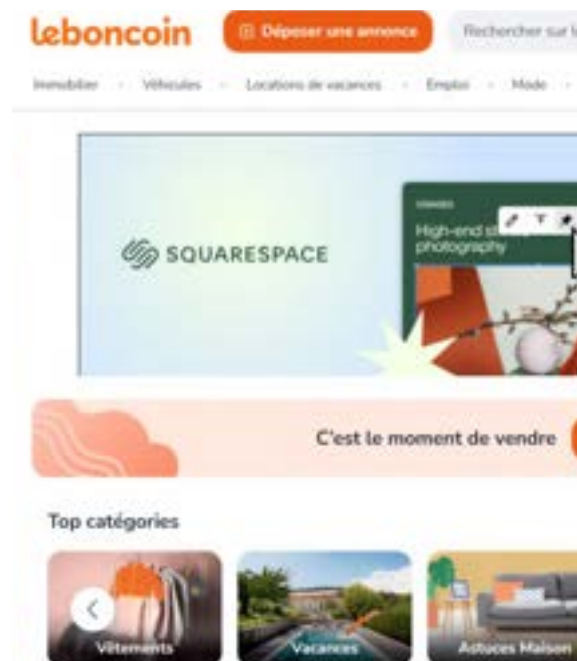 leboncoin
Déposer une annonce
Rechercher sur l
Immobilier · Véhicules · Locations de vacances · Emploi · Mode ·
SQUARESPACE
High-end st
photography
C'est le moment de vendre
Top catégories
Vêtements
Vacances
Astuces Maison